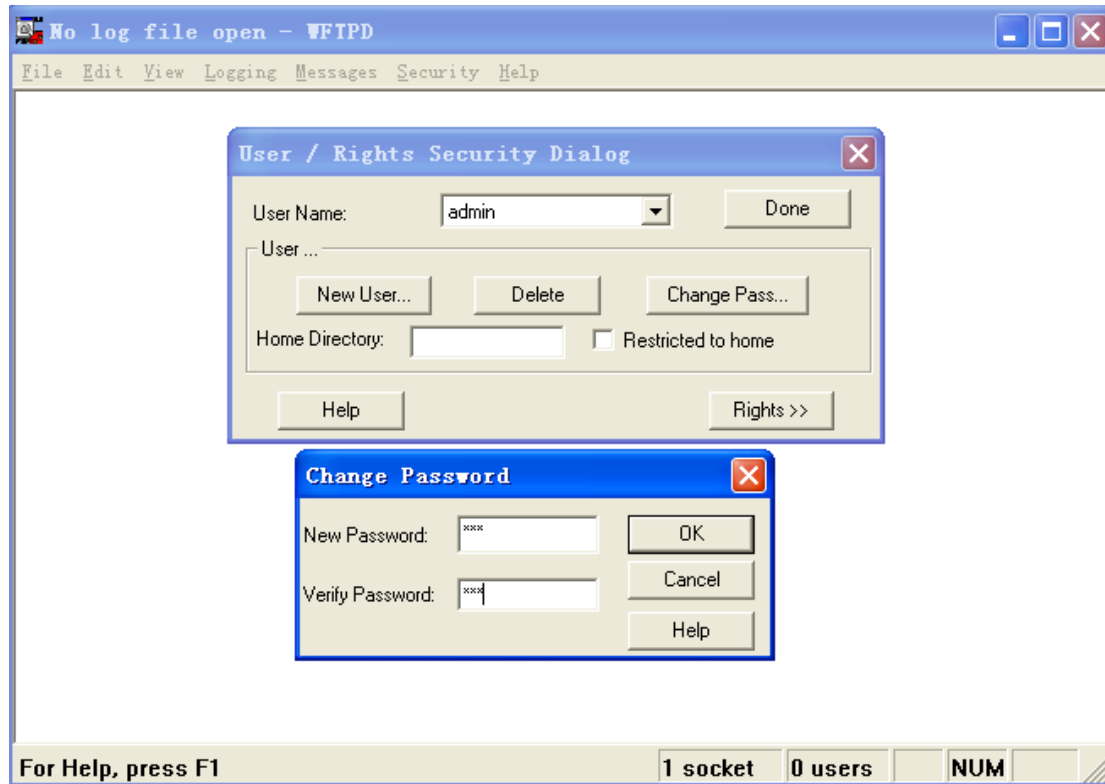 No log file open - WFTPD
File Edit View Logging Messages Security Help
User / Rights Security Dialog
User Name: admin Done
User ...
New User... Delete Change Pass...
Home Directory: Restricted to home
Help Rights >>
Change Password
New Password: *** OK
Cancel
Verify Password: ***
Help
For Help, press F1 1 socket 0 users NUM